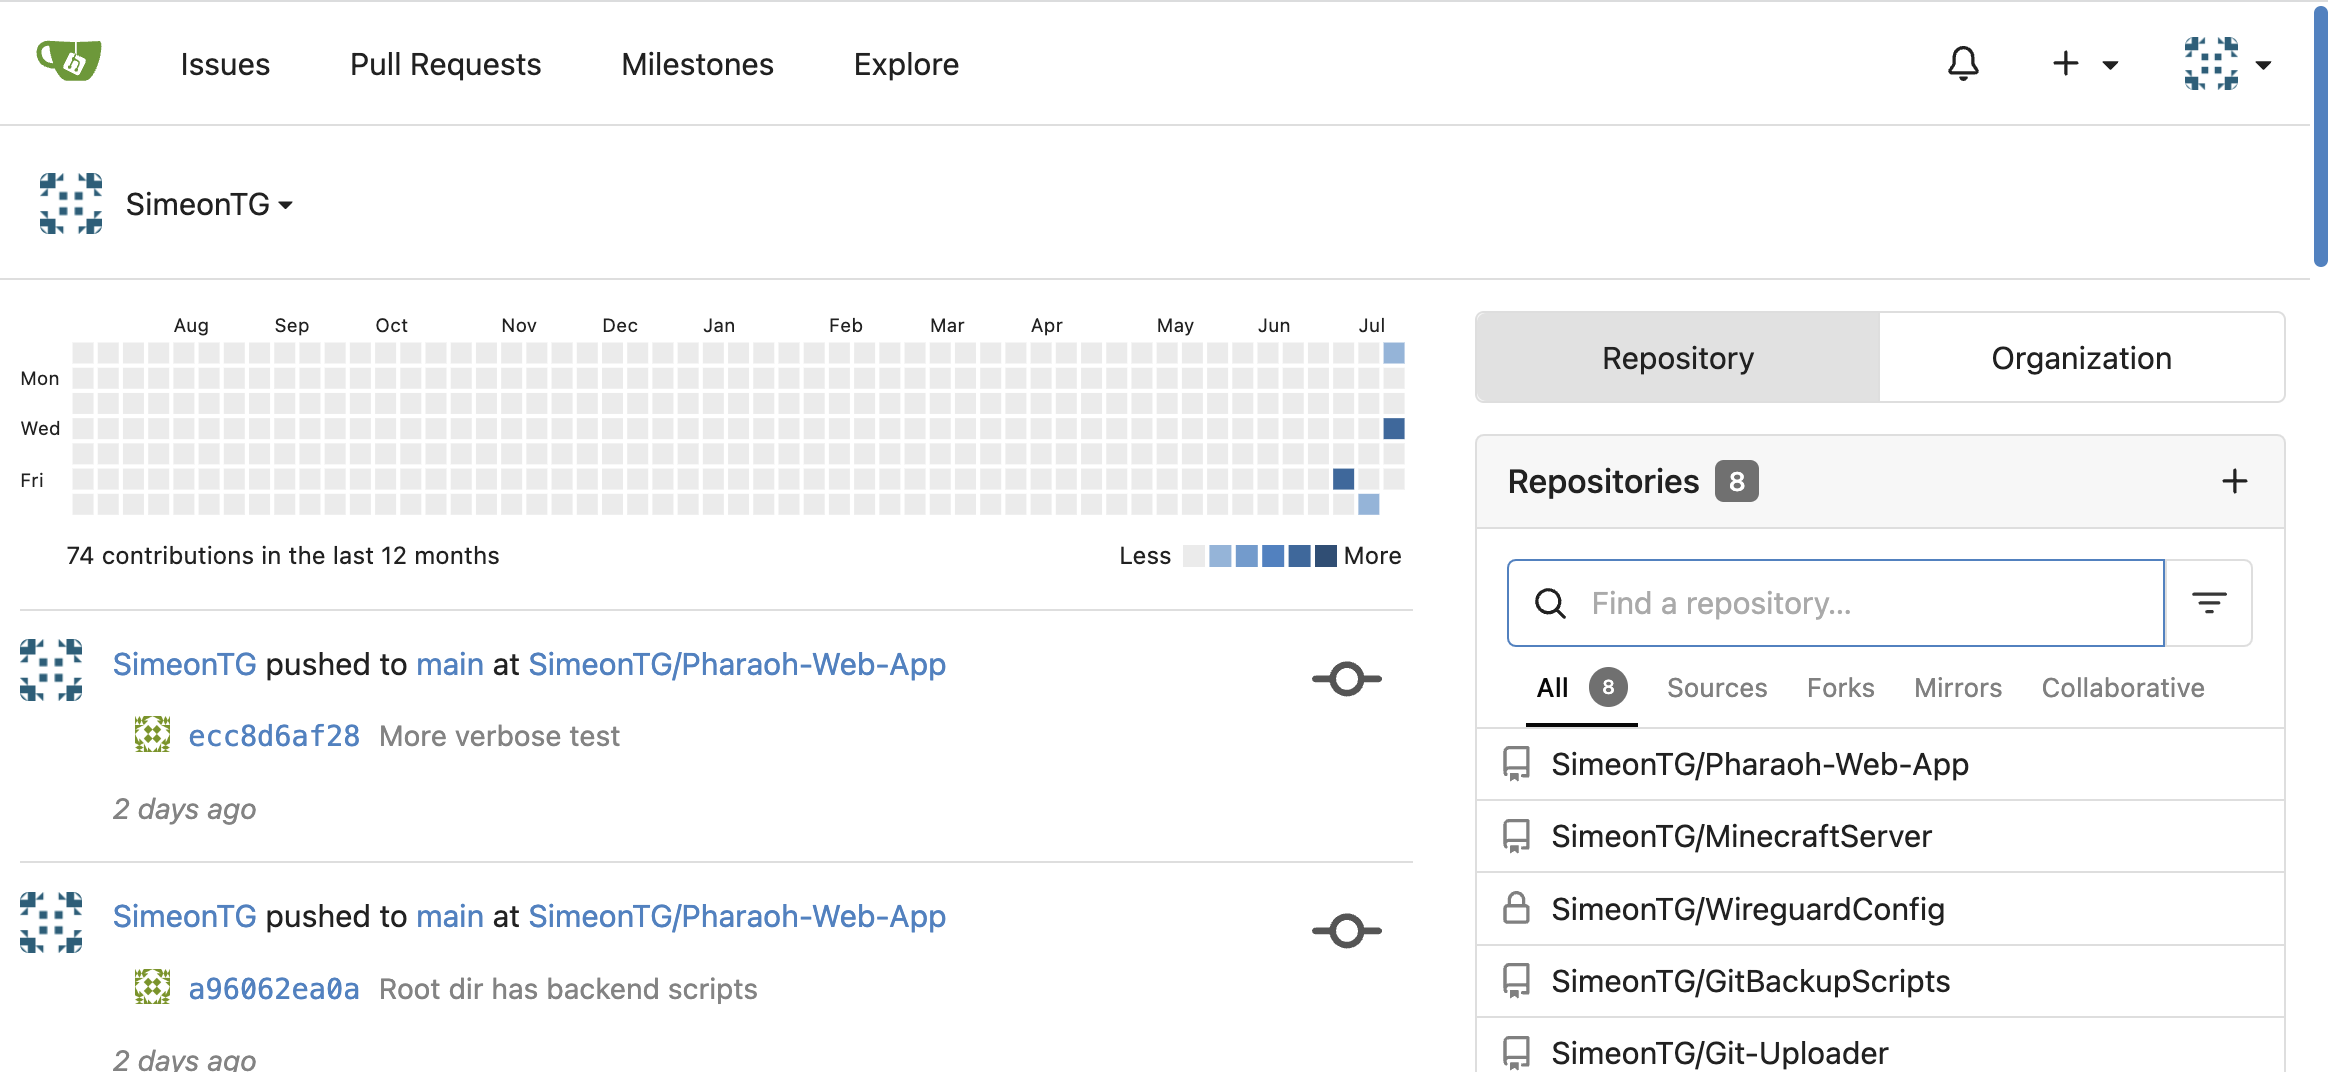 Issues Pull Requests Milestones Explore
SimeonTG
Aug Sep Oct Nov Dec Jan Feb Mar Apr May Jun Jul
Mon
Wed
Fri
74 contributions in the last 12 months
Less More
SimeonTG pushed to main at SimeonTG/Pharaoh-Web-App
ecc8d6af28 More verbose test
2 days ago
SimeonTG pushed to main at SimeonTG/Pharaoh-Web-App
a96062ea0a Root dir has backend scripts
2 days ago
Repository Organization
Repositories 8
Find a repository...
All 8 Sources Forks Mirrors Collaborative
SimeonTG/Pharaoh-Web-App
SimeonTG/MinecraftServer
SimeonTG/WireguardConfig
SimeonTG/GitBackupScripts
SimeonTG/Git-Uploader